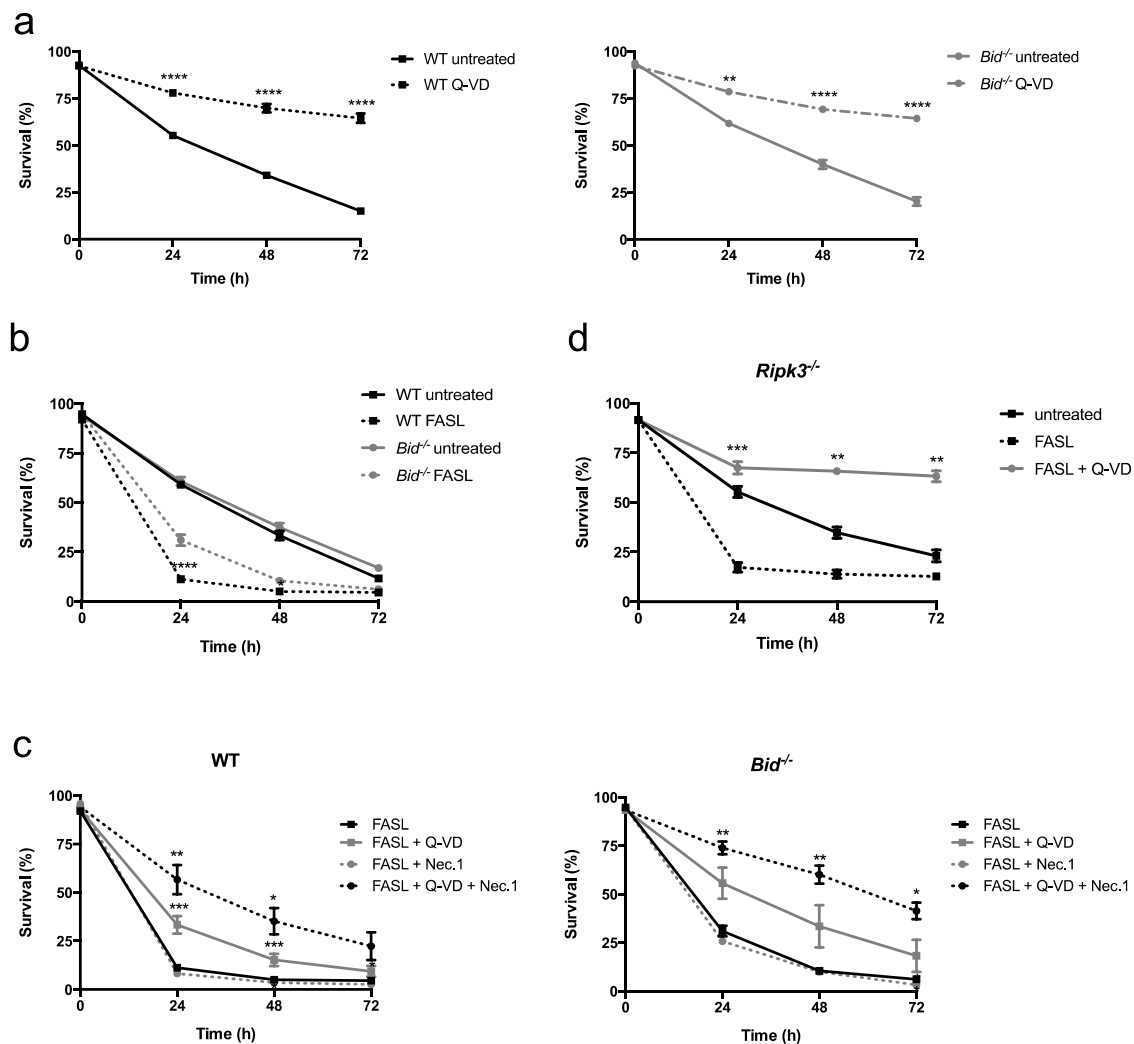 a
100
75
50
25
0
Survival (%)
**** **** ****
0 24 48 72
Time (h)
WT untreated
WT Q-VD
100
75
50
25
0
Survival (%)
** **** ****
0 24 48 72
Time (h)
Bid-/- untreated
Bid-/- Q-VD
b
100
75
50
25
0
Survival (%)
**** *
0 24 48 72
Time (h)
WT untreated
WT FASL
Bid-/- untreated
Bid-/- FASL
d
Ripk3-/-
100
75
50
25
0
Survival (%)
*** ** **
0 24 48 72
Time (h)
untreated
FASL
FASL + Q-VD
c
WT
100
75
50
25
0
Survival (%)
** *
*** *** *
0 24 48 72
Time (h)
FASL
FASL + Q-VD
FASL + Nec.1
FASL + Q-VD + Nec.1
Bid-/-
100
75
50
25
0
Survival (%)
** ** *
0 24 48 72
Time (h)
FASL
FASL + Q-VD
FASL + Nec.1
FASL + Q-VD + Nec.1